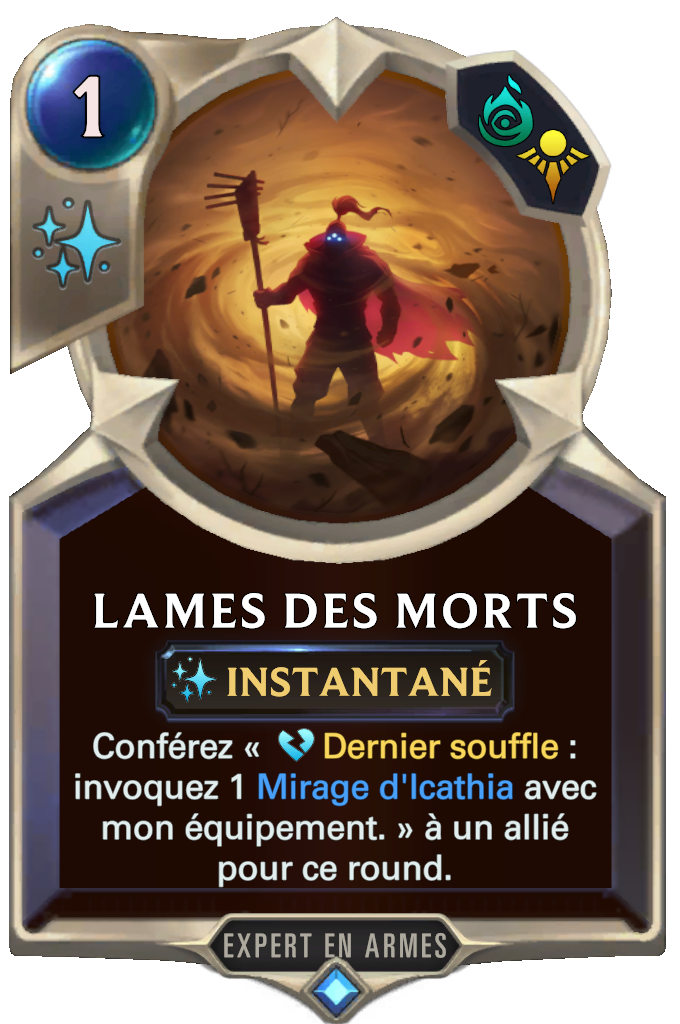 1
LAMES DES MORTS
INSTANTANÉ
Conférez « Dernier souffle :
invoquez 1 Mirage d'Icathia avec
mon équipement. » à un allié
pour ce round.
EXPERT EN ARMES